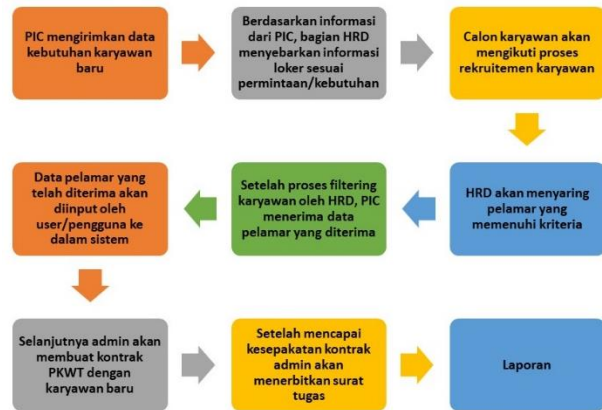 PIC mengirimkan data
kebutuhan karyawan
baru
Berdasarkan informasi
dari PIC, bagian HRD
menyebarkan informasi
loker sesuai
permintaan/kebutuhan
Calon karyawan akan
mengikuti proses
rekruitemen karyawan
HRD akan menyaring
pelamar yang
memenuhi kriteria
Setelah proses filtering
karyawan oleh HRD, PIC
menerima data
pelamar yang diterima
Data pelamar yang
telah diterima akan
diinput oleh
user/pengguna ke
dalam sistem
Selanjutnya admin akan
membuat kontrak
PKWT dengan
karyawan baru
Setelah mencapai
kesepakatan kontrak
admin akan
menerbitkan surat
tugas
Laporan